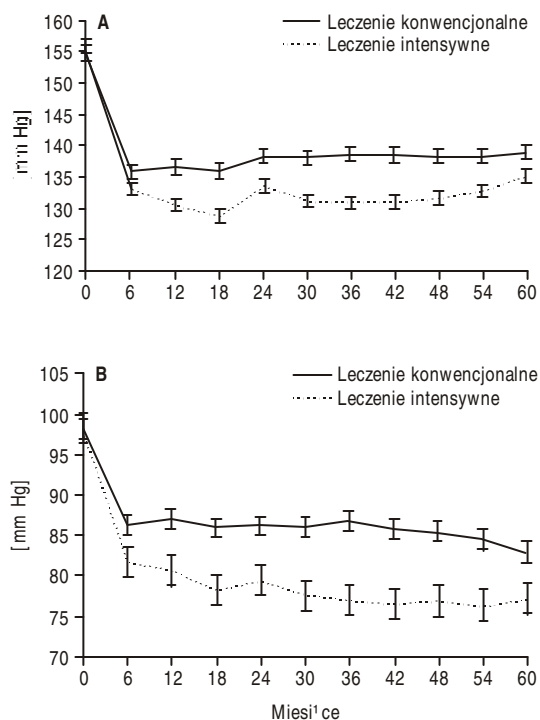 160 A Leczenie konwencjonalne
155 Leczenie intensywne
150
145
[mm Hg]
140
135
130
125
120
0 6 12 18 24 30 36 42 48 54 60
105 B Leczenie konwencjonalne
100 Leczenie intensywne
95
90
[mm Hg]
85
80
75
70
0 6 12 18 24 30 36 42 48 54 60
Miesi¹ce